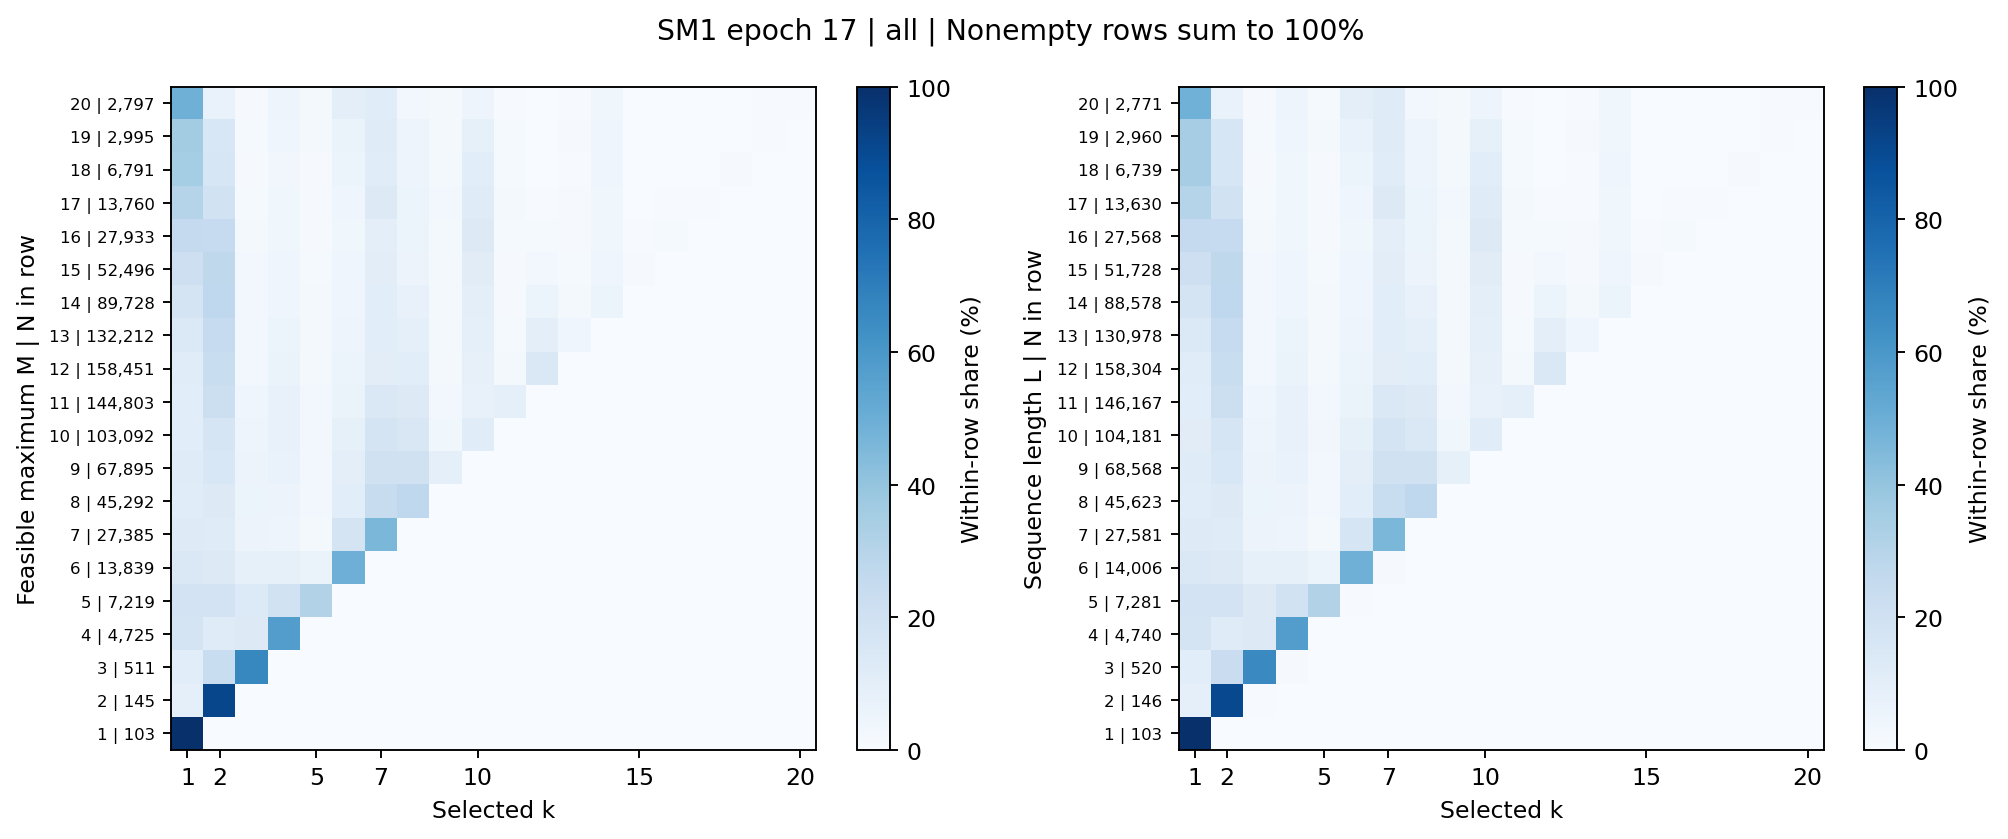 SM1 epoch 17 | all | Nonempty rows sum to 100%
Feasible maximum M | N in row
20 | 2,797
19 | 2,995
18 | 6,791
17 | 13,760
16 | 27,933
15 | 52,496
14 | 89,728
13 | 132,212
12 | 158,451
11 | 144,803
10 | 103,092
9 | 67,895
8 | 45,292
7 | 27,385
6 | 13,839
5 | 7,219
4 | 4,725
3 | 511
2 | 145
1 | 103
1 2 5 7 10 15 20
Selected k
100
80
60
40
20
0
Within-row share (%)
Sequence length L | N in row
20 | 2,771
19 | 2,960
18 | 6,739
17 | 13,630
16 | 27,568
15 | 51,728
14 | 88,578
13 | 130,978
12 | 158,304
11 | 146,167
10 | 104,181
9 | 68,568
8 | 45,623
7 | 27,581
6 | 14,006
5 | 7,281
4 | 4,740
3 | 520
2 | 146
1 | 103
1 2 5 7 10 15 20
Selected k
100
80
60
40
20
0
Within-row share (%)